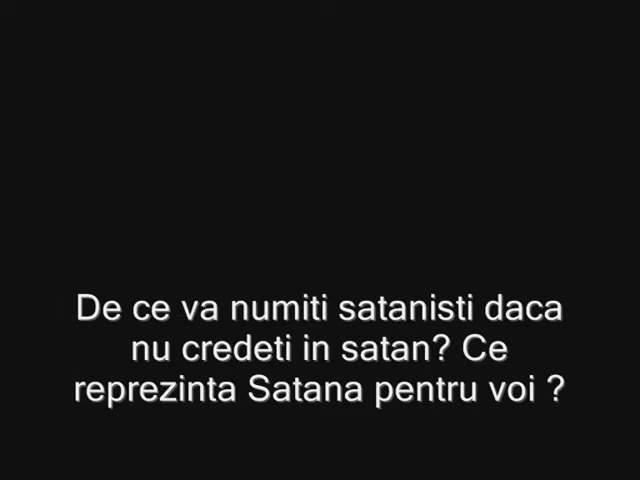 De ce va numiti satanisti daca
nu credeti in satan? Ce
reprezinta Satana pentru voi ?